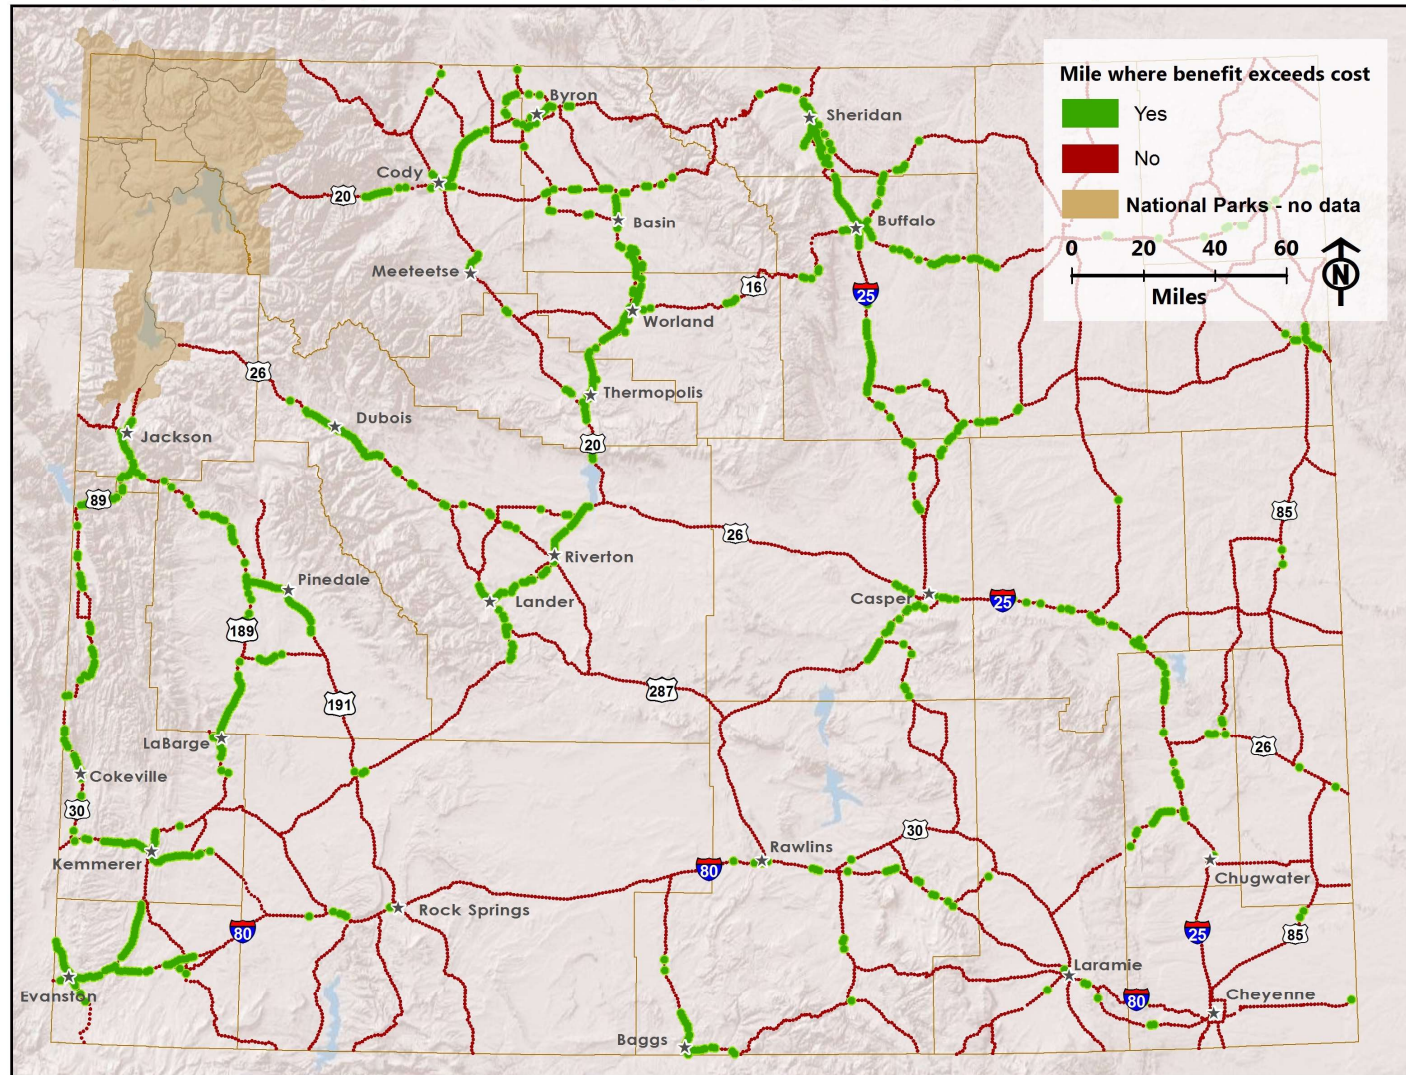 Mile where benefit exceeds cost
Yes
No
National Parks - no data
0 20 40 60
Miles
N
Byron
Sheridan
Cody
20
Basin
Buffalo
Meeteetse
16
25
Worland
26
Thermopolis
Dubois
Jackson
20
89
85
26
Riverton
Pinedale
Lander
Casper
25
189
287
191
LaBarge
26
Cokeville
30
30
Rawlins
Kemmerer
80
Chugwater
Rock Springs
80
25
85
Laramie
Evanston
80
Cheyenne
Baggs